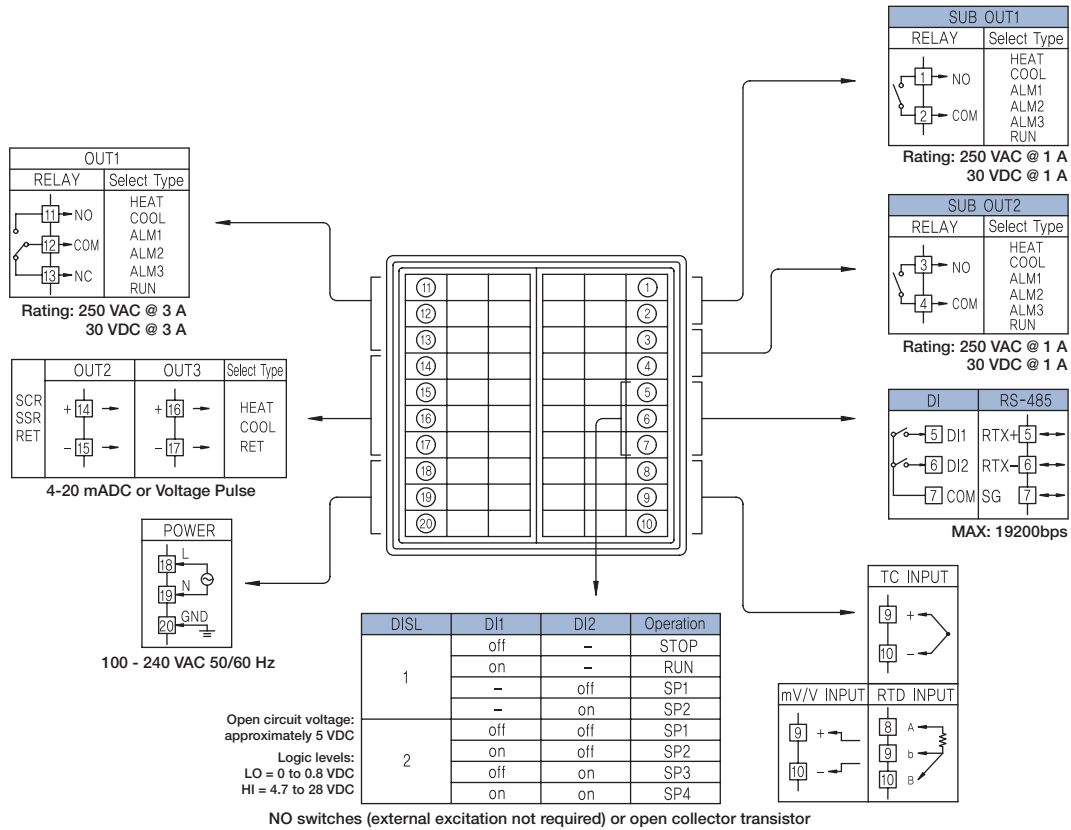 SUB OUT1
RELAY Select Type
1 NO
2 COM
HEAT
COOL
ALM1
ALM2
ALM3
RUN
Rating: 250 VAC @ 1 A
30 VDC @ 1 A
OUT1
RELAY Select Type
11 NO
12 COM
13 NC
HEAT
COOL
ALM1
ALM2
ALM3
RUN
Rating: 250 VAC @ 3 A
30 VDC @ 3 A
SUB OUT2
RELAY Select Type
3 NO
4 COM
HEAT
COOL
ALM1
ALM2
ALM3
RUN
Rating: 250 VAC @ 1 A
30 VDC @ 1 A
11 1
12 2
13 3
14 4
15 5
16 6
17 7
18 8
19 9
20 10
OUT2 OUT3 Select Type
SCR
SSR
RET
+ 14 + 16
- 15 - 17
HEAT
COOL
RET
4-20 mADC or Voltage Pulse
DI RS-485
5 DI1 RTX+ 5
6 DI2 RTX- 6
7 COM SG 7
MAX: 19200bps
POWER
18 L
19 N
20 GND
100 - 240 VAC 50/60 Hz
TC INPUT
9 +
10 -
mV/V INPUT RTD INPUT
9 +
10 -
8 A
9 b
10 B
DISL DI1 DI2 Operation
1 off – STOP
on – RUN
– off SP1
– on SP2
2 off off SP1
on off SP2
off on SP3
on on SP4
Open circuit voltage:
approximately 5 VDC
Logic levels:
LO = 0 to 0.8 VDC
HI = 4.7 to 28 VDC
NO switches (external excitation not required) or open collector transistor